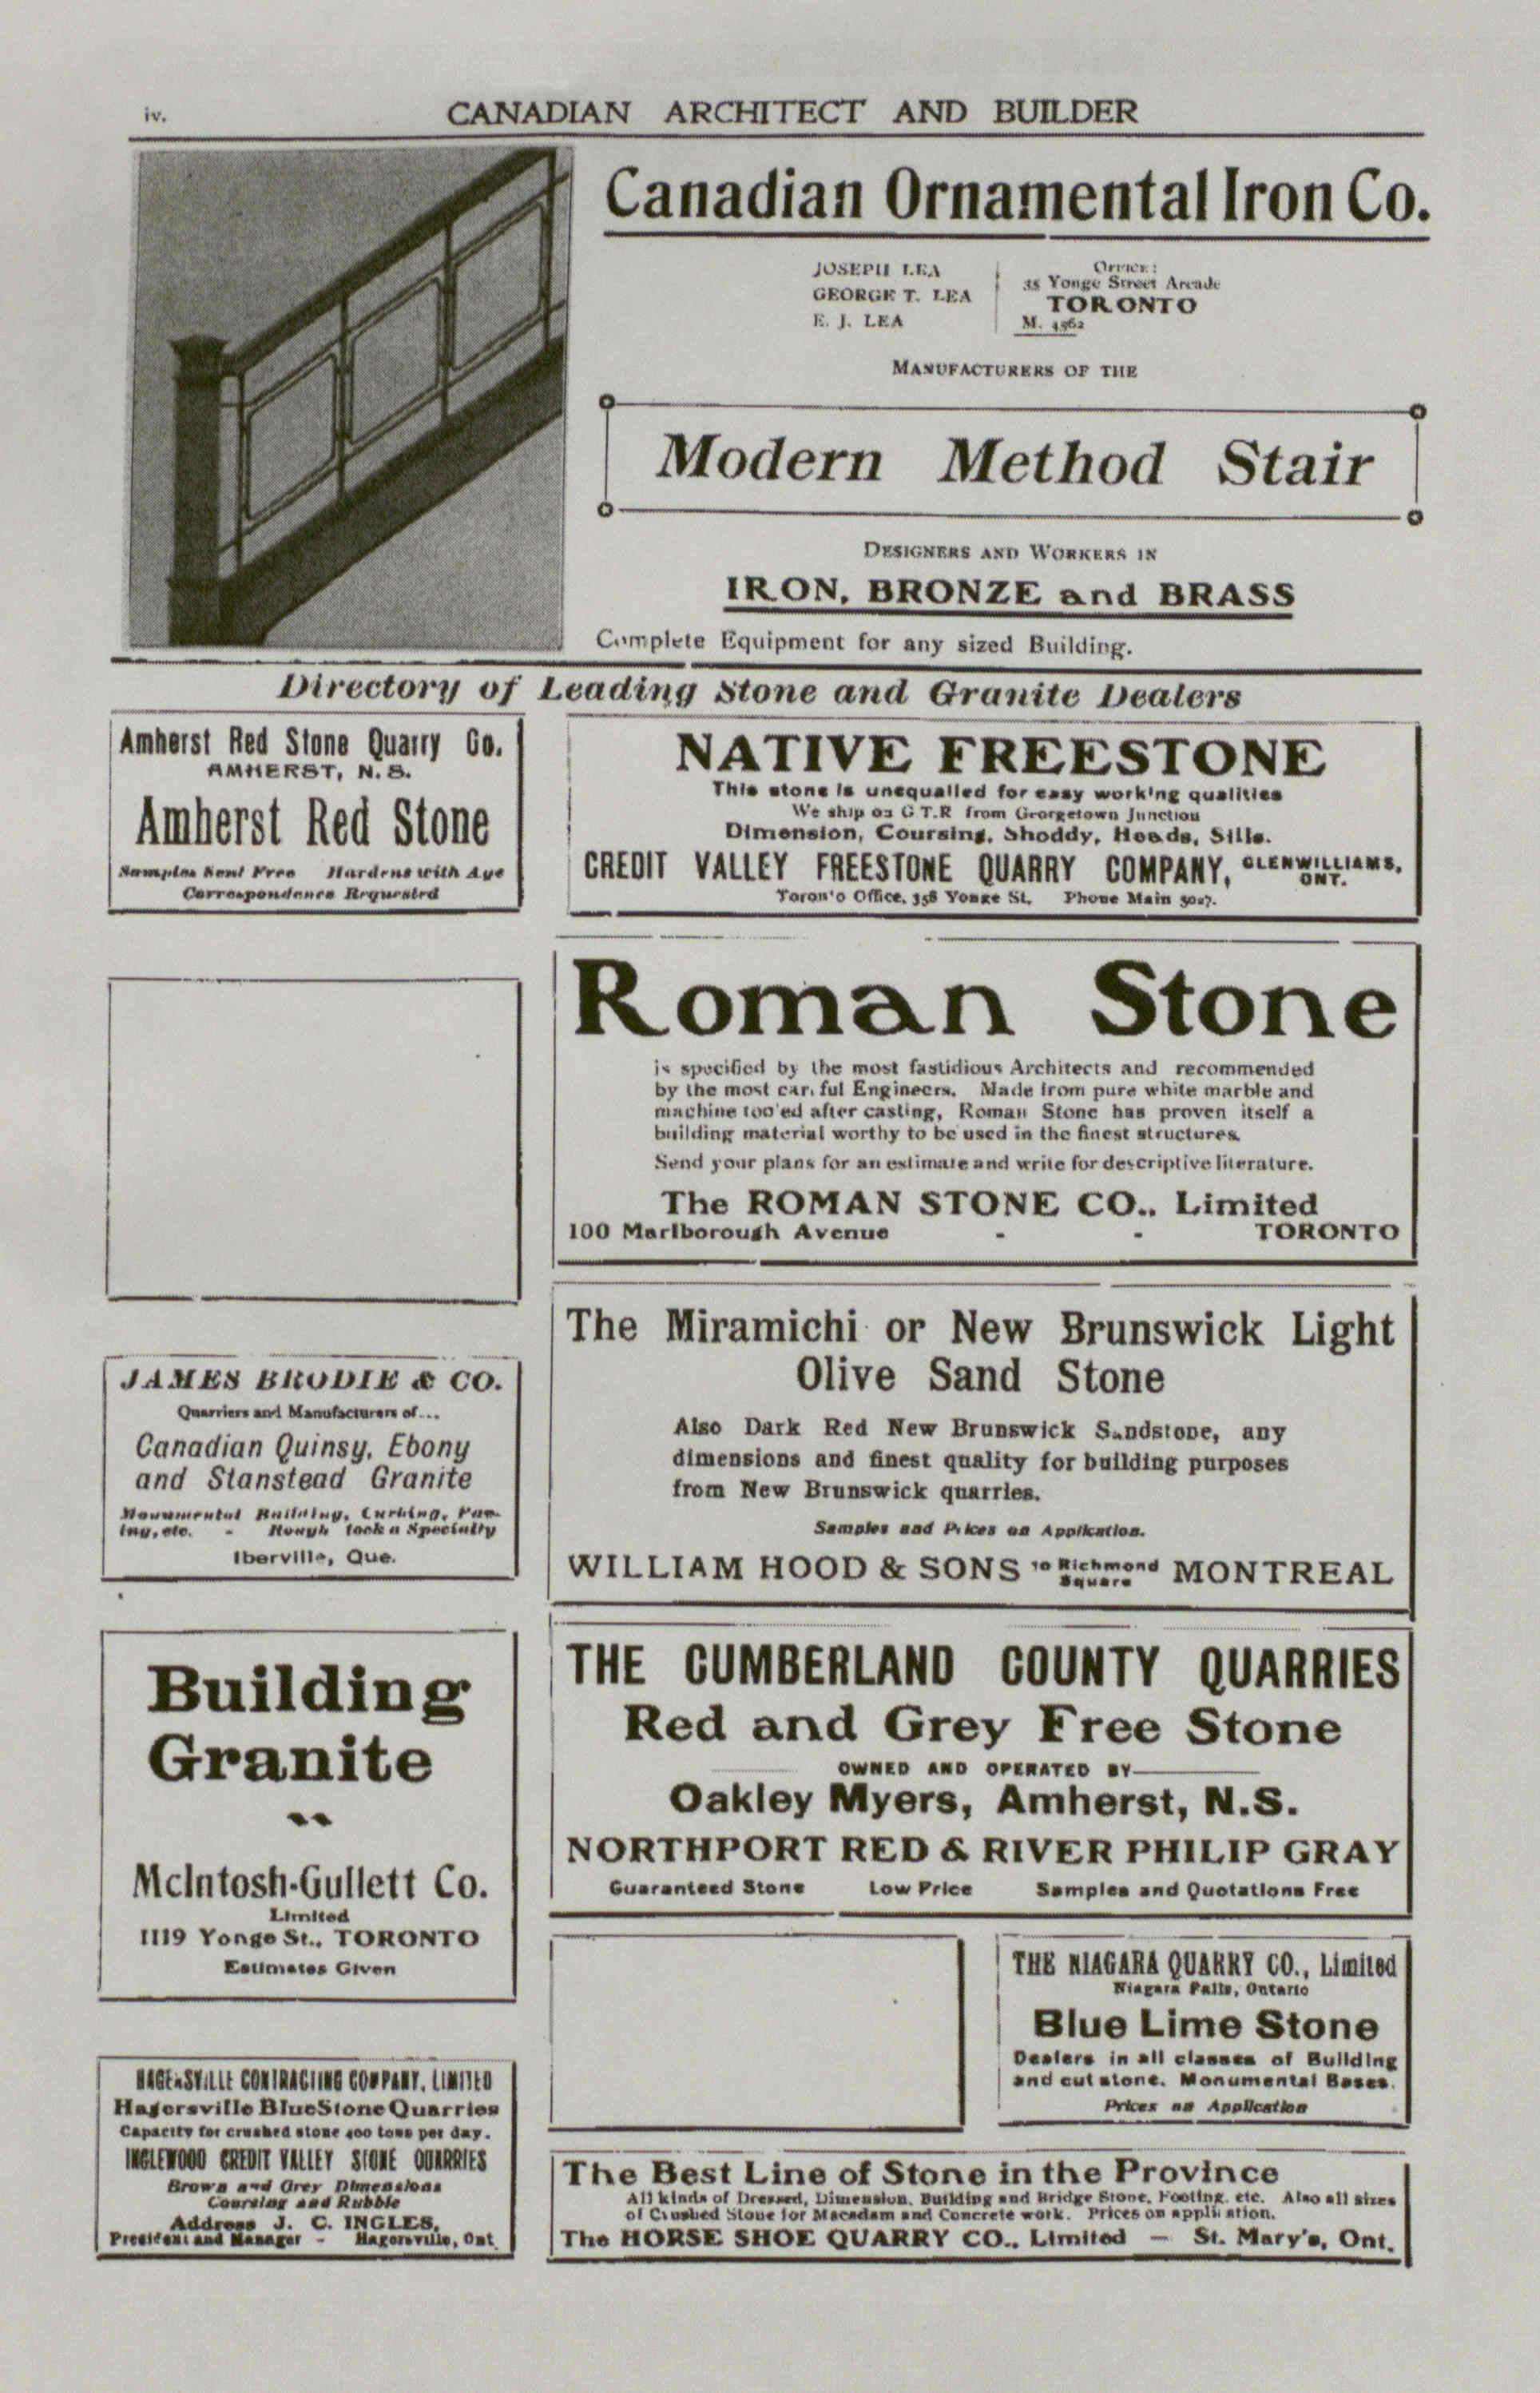 iv. CANADIAN ARCHITECT AND BUILDER
Canadian Ornamental Iron Co.
JOSEPH LEA
GEORGE T. LEA
E. J. LEA
OFFICE:
35 Yonge Street Arcade
TORONTO
M. 4562
MANUFACTURERS OF THE
Modern Method Stair
DESIGNERS AND WORKERS IN
IRON, BRONZE and BRASS
Complete Equipment for any sized Building.
Directory of Leading Stone and Granite Dealers
Amherst Red Stone Quarry Co.
AMHERST, N. S.
Amherst Red Stone
Samples Sent Free Hardens with Age
Correspondence Requested
NATIVE FREESTONE
This stone is unequalled for easy working qualities
We ship on G T.R from Georgetown Junction
Dimension, Coursing, Shoddy, Heads, Sills.
CREDIT VALLEY FREESTONE QUARRY COMPANY, GLENWILLIAMS, ONT.
Toron'o Office, 358 Yonge St. Phone Main 5027.
Roman Stone
is specified by the most fastidious Architects and recommended
by the most car. ful Engineers. Made from pure white marble and
machine too'ed after casting, Roman Stone has proven itself a
building material worthy to be used in the finest structures.
Send your plans for an estimate and write for descriptive literature.
The ROMAN STONE CO., Limited
100 Marlborough Avenue - - TORONTO
JAMES BRODIE & CO.
Quarriers and Manufacturers of...
Canadian Quinsy, Ebony
and Stanstead Granite
Monumental Building, Curbing, Pav-
ing, etc. - Rough tock a Specialty
Iberville, Que.
The Miramichi or New Brunswick Light
Olive Sand Stone
Also Dark Red New Brunswick Sandstone, any
dimensions and finest quality for building purposes
from New Brunswick quarries.
Samples and Prices on Application.
WILLIAM HOOD & SONS 10 Richmond Square MONTREAL
Building
Granite
McIntosh-Gullett Co.
Limited
1119 Yonge St., TORONTO
Estimates Given
THE CUMBERLAND COUNTY QUARRIES
Red and Grey Free Stone
OWNED AND OPERATED BY
Oakley Myers, Amherst, N.S.
NORTHPORT RED & RIVER PHILIP GRAY
Guaranteed Stone Low Price Samples and Quotations Free
THE NIAGARA QUARRY CO., Limited
Niagara Falls, Ontario
Blue Lime Stone
Dealers in all classes of Building
and cut stone. Monumental Bases.
Prices on Application
HAGERSVILLE CONTRACTING COMPANY, LIMITED
Hagersville BlueStone Quarries
Capacity for crushed stone 400 tons per day.
INGLEWOOD CREDIT VALLEY STONE QUARRIES
Brown and Grey Dimensions
Coursing and Rubble
Address J. C. INGLES,
President and Manager - Hagersville, Ont.
The Best Line of Stone in the Province
All kinds of Dressed, Dimension, Building and Bridge Stone, Footing, etc. Also all sizes
of Crushed Stone for Macadam and Concrete work. Prices on application.
The HORSE SHOE QUARRY CO., Limited — St. Mary's, Ont.